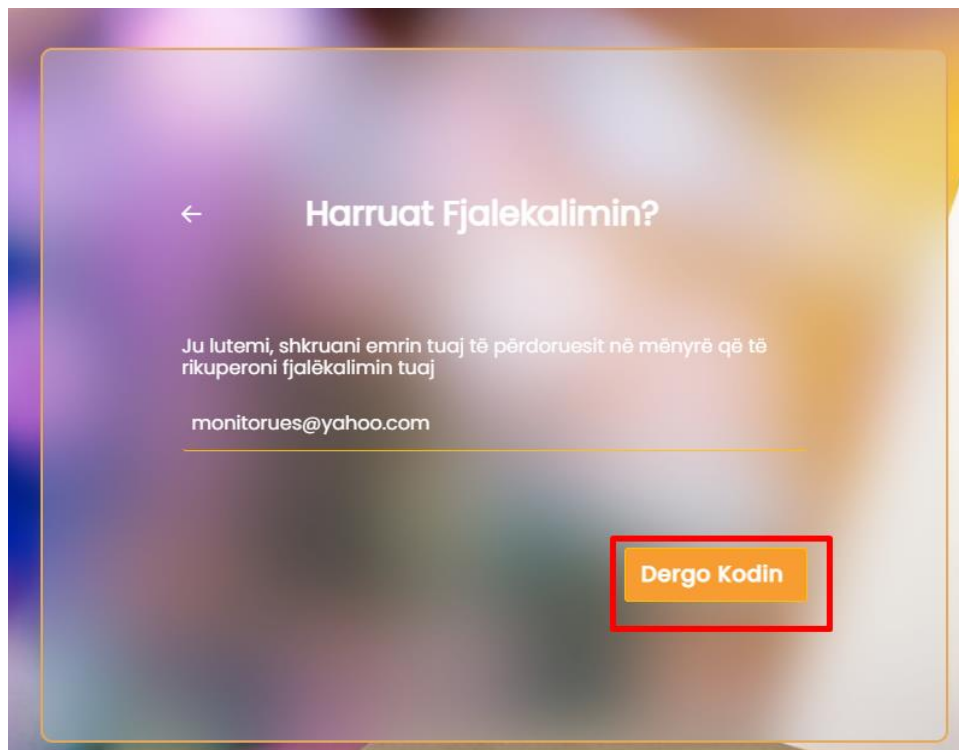 ← Harruat Fjalekalimin?
Ju lutemi, shkruani emrin tuaj të përdoruesit në mënyrë që të
rikuperoni fjalëkalimin tuaj
monitorues@yahoo.com
Dergo Kodin